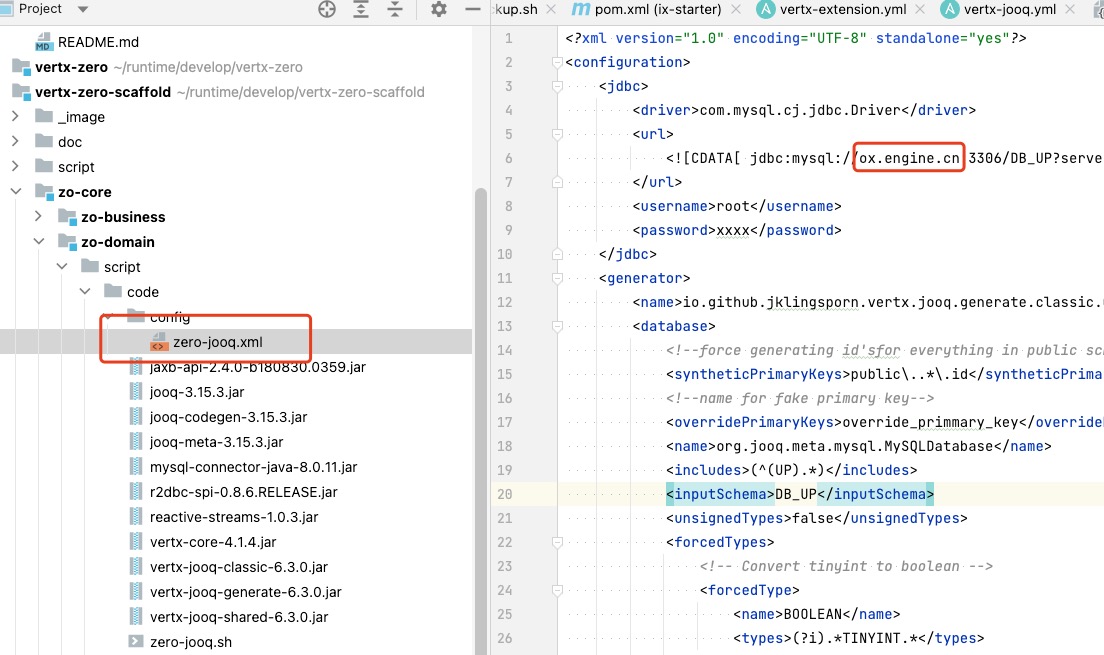 Project
README.md
vertx-zero ~/runtime/develop/vertx-zero
vertx-zero-scaffold ~/runtime/develop/vertx-zero-scaffold
_image
doc
script
zo-core
zo-business
zo-domain
script
code
config
zero-jooq.xml
jaxb-api-2.4.0-b180830.0359.jar
jooq-3.15.3.jar
jooq-codegen-3.15.3.jar
jooq-meta-3.15.3.jar
mysql-connector-java-8.0.11.jar
r2dbc-spi-0.8.6.RELEASE.jar
reactive-streams-1.0.3.jar
vertx-core-4.1.4.jar
vertx-jooq-classic-6.3.0.jar
vertx-jooq-generate-6.3.0.jar
vertx-jooq-shared-6.3.0.jar
zero-jooq.sh
kup.sh pom.xml (ix-starter) vertx-extension.yml vertx-jooq.yml
1 <?xml version="1.0" encoding="UTF-8" standalone="yes"?>
2 <configuration>
3 <jdbc>
4 <driver>com.mysql.cj.jdbc.Driver</driver>
5 <url>
6 <![CDATA[ jdbc:mysql://ox.engine.cn 3306/DB_UP?serve
7 </url>
8 <username>root</username>
9 <password>xxxx</password>
10 </jdbc>
11 <generator>
12 <name>io.github.jklingsporn.vertx.jooq.generate.classic.
13 <database>
14 <!--force generating id'sfor everything in public sc
15 <syntheticPrimaryKeys>public\..*\.id</syntheticPrima
16 <!--name for fake primary key-->
17 <overridePrimaryKeys>override_primmary_key</override
18 <name>org.jooq.meta.mysql.MySQLDatabase</name>
19 <includes>(^(UP).*)</includes>
20 <inputSchema>DB_UP</inputSchema>
21 <unsignedTypes>false</unsignedTypes>
22 <forcedTypes>
23 <!-- Convert tinyint to boolean -->
24 <forcedType>
25 <name>BOOLEAN</name>
26 <types>(?i).*TINYINT.*</types>